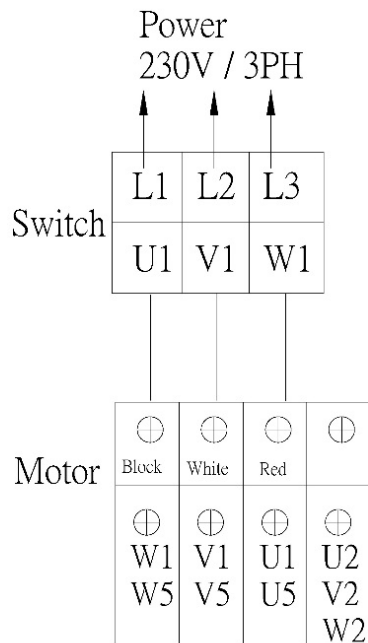 Power
230V / 3PH
L1 L2 L3
Switch
U1 V1 W1
Motor
Block White Red
W1 V1 U1 U2
W5 V5 U5 V2
W2